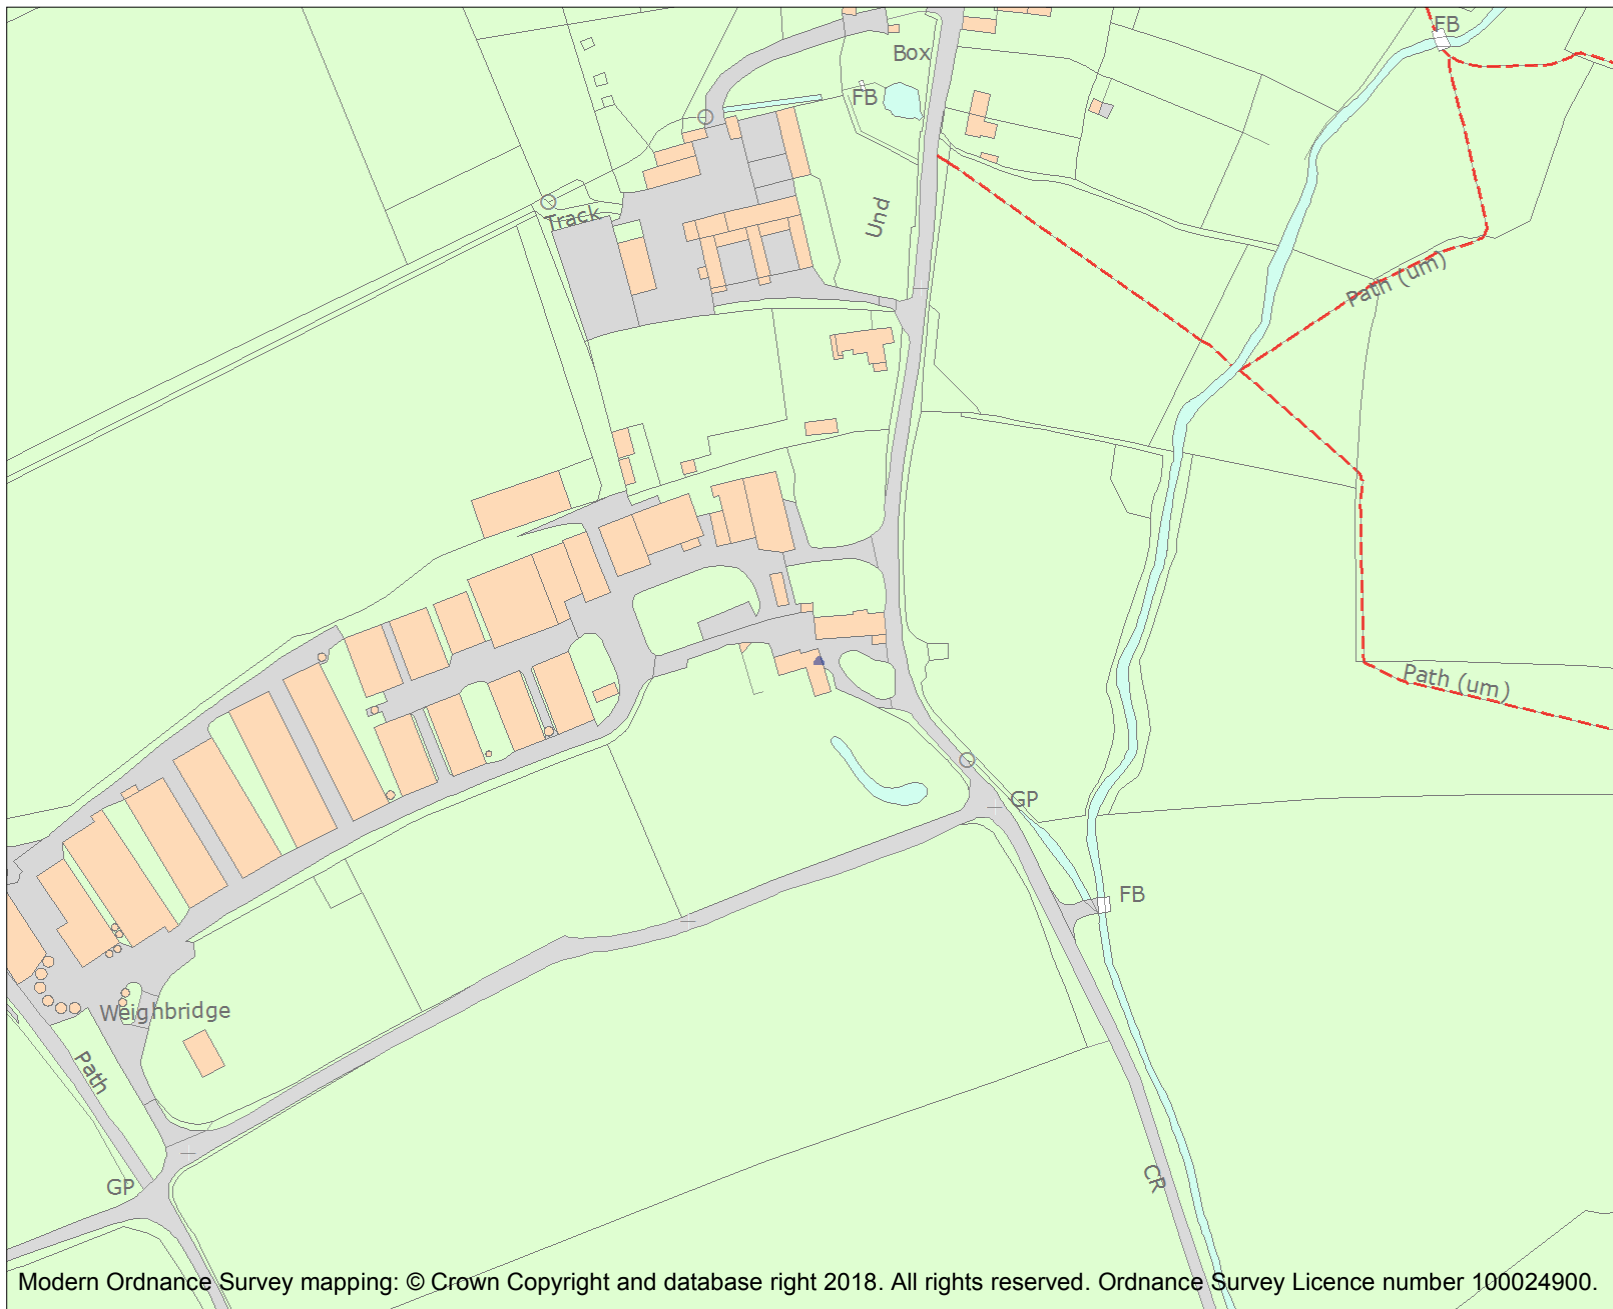 FB
Box
FB
Und
Track
Path (um)
Path (um)
GP
FB
Weighbridge
Path
CR
GP
Modern Ordnance Survey mapping: © Crown Copyright and database right 2018. All rights reserved. Ordnance Survey Licence number 100024900.